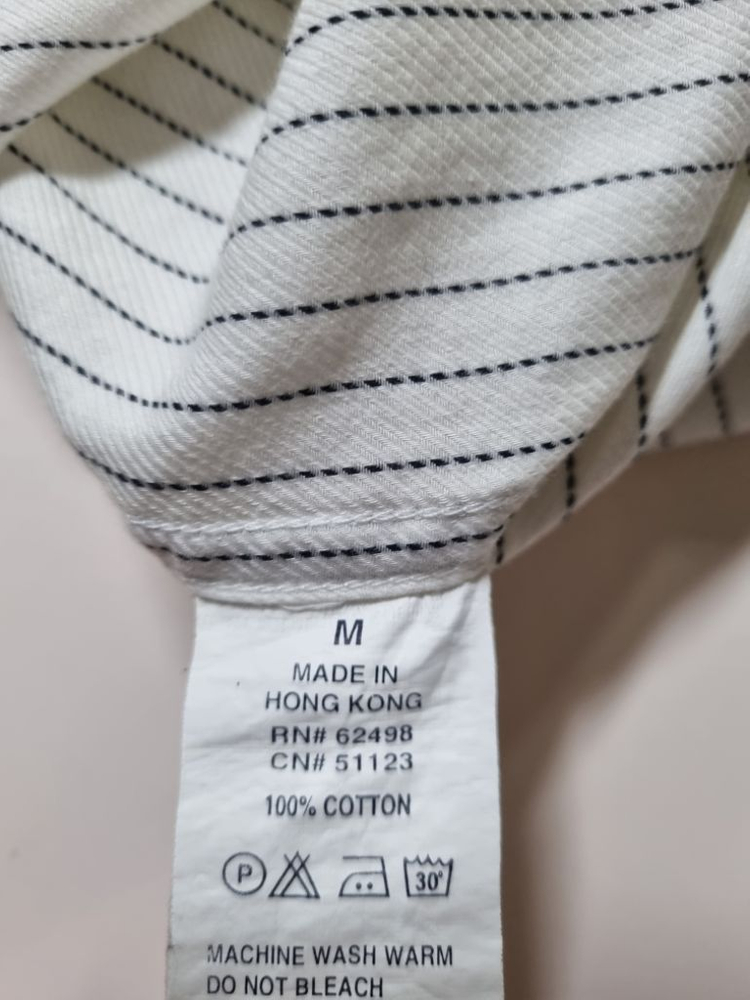 M
MADE IN
HONG KONG
RN# 62498
CN# 51123
100% COTTON
P 30°
MACHINE WASH WARM
DO NOT BLEACH